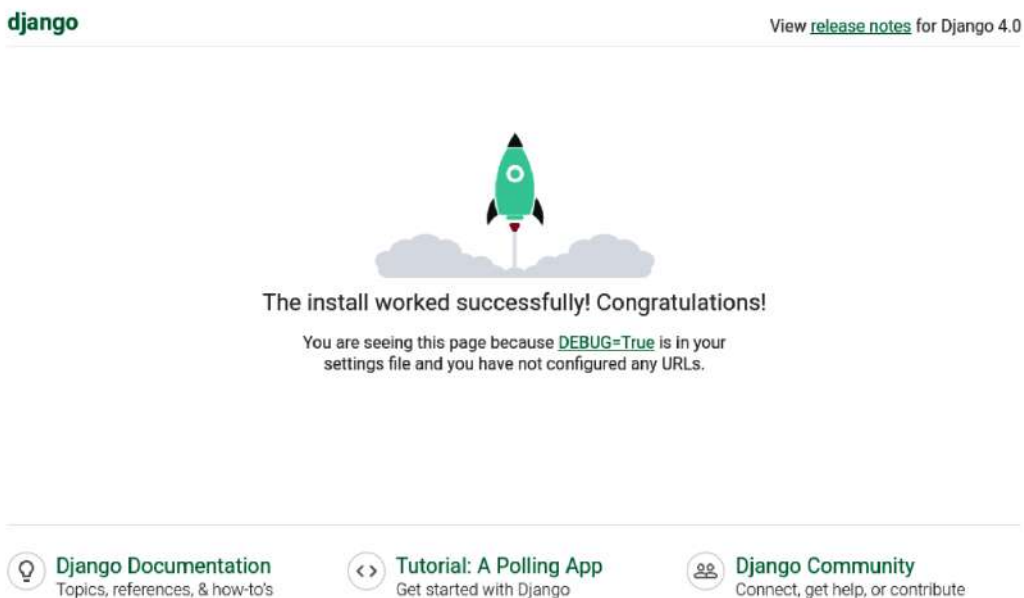 django
View release notes for Django 4.0
The install worked successfully! Congratulations!
You are seeing this page because DEBUG=True is in your
settings file and you have not configured any URLs.
Django Documentation
Topics, references, & how-to's
Tutorial: A Polling App
Get started with Django
Django Community
Connect, get help, or contribute